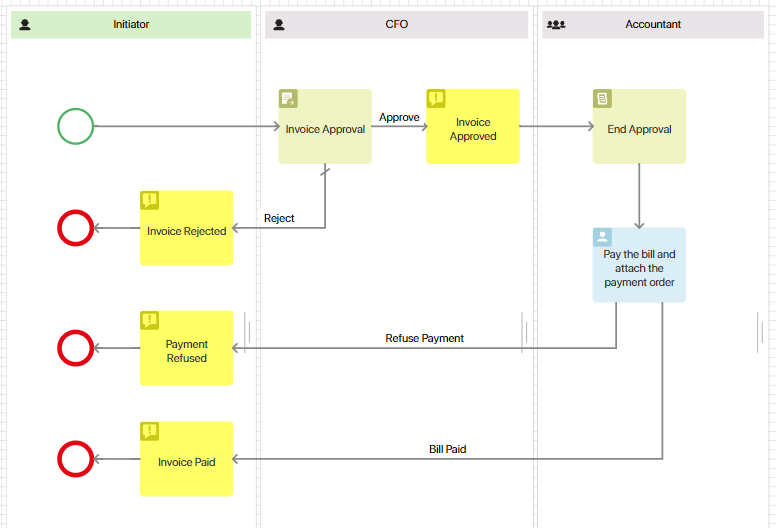 Initiator
CFO
Accountant
Invoice Approval
Approve
Invoice
Approved
End Approval
Invoice Rejected
Reject
Pay the bill and
attach the
payment order
Payment
Refused
Refuse Payment
Invoice Paid
Bill Paid